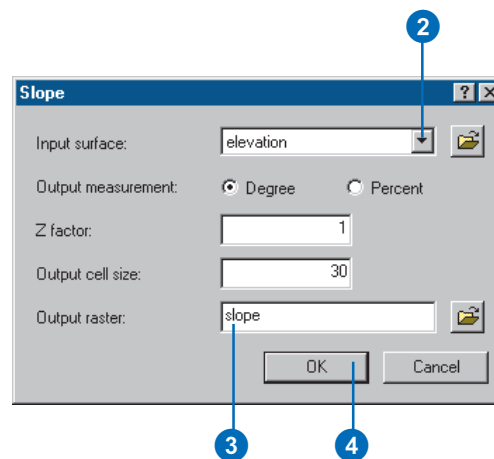 2
Slope
Input surface: elevation
Output measurement: Degree Percent
Z factor: 1
Output cell size: 30
Output raster: slope
OK Cancel
3 4